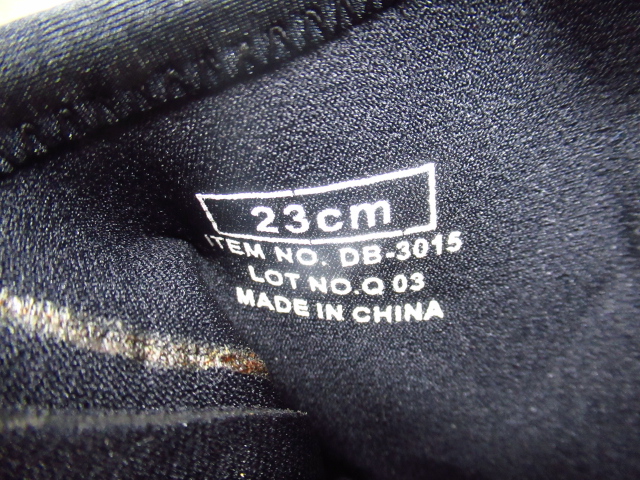 23cm
ITEM NO. DB-3015
LOT NO.Q 03
MADE IN CHINA